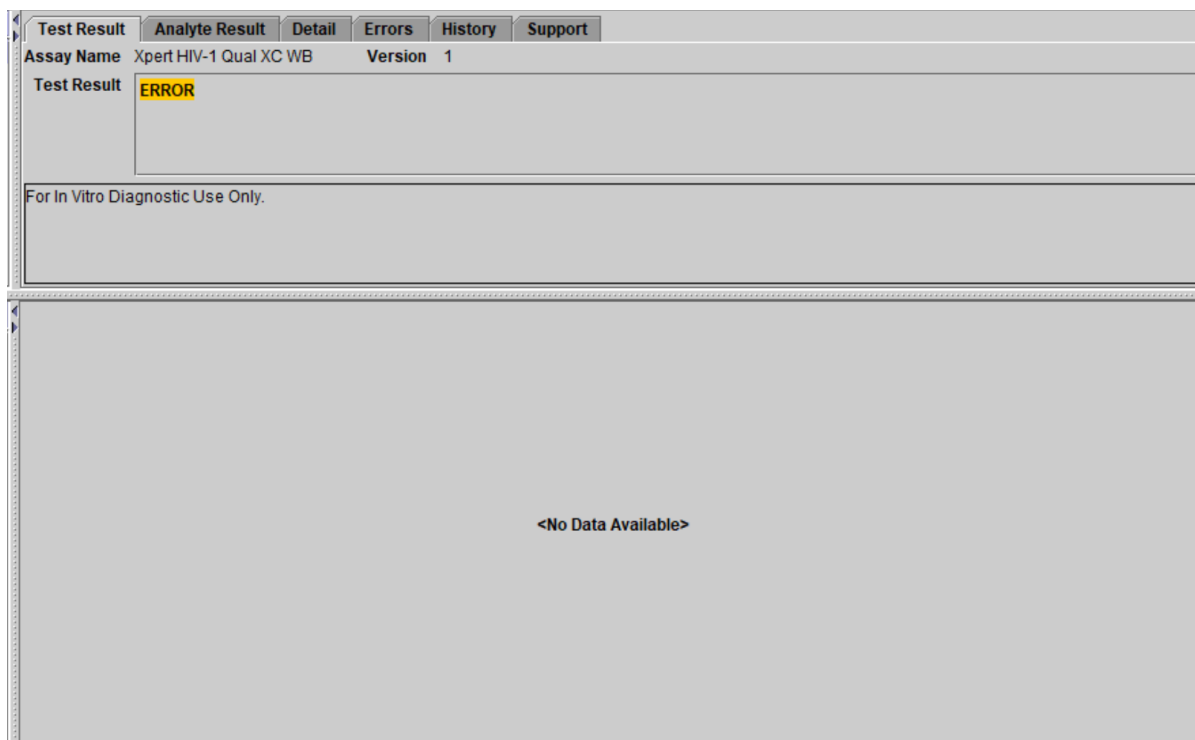 Test Result Analyte Result Detail Errors History Support
Assay Name Xpert HIV-1 Qual XC WB Version 1
Test Result ERROR
For In Vitro Diagnostic Use Only.
<No Data Available>